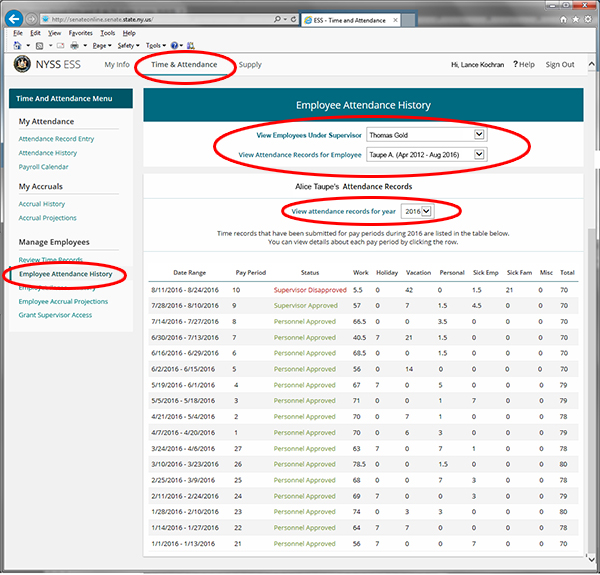 http://senateonline.senate.state.ny.us/
ESS - Time and Attendance
File Edit View Favorites Tools Help
Page Safety Tools
NYSS ESS My Info Time & Attendance Supply Hi, Lance Kochran ? Help Sign Out
Time And Attendance Menu
My Attendance
Attendance Record Entry
Attendance History
Payroll Calendar
My Accruals
Accrual History
Accrual Projections
Manage Employees
Review Time Records
Employee Attendance History
Employee Accrual Projections
Grant Supervisor Access
Employee Attendance History
View Employees Under Supervisor Thomas Gold
View Attendance Records for Employee Taupe A. (Apr 2012 - Aug 2016)
Alice Taupe's Attendance Records
View attendance records for year 2016
Time records that have been submitted for pay periods during 2016 are listed in the table below.
You can view details about each pay period by clicking the row.
Date Range Pay Period Status Work Holiday Vacation Personal Sick Emp Sick Fam Misc Total
8/11/2016 - 8/24/2016 10 Supervisor Disapproved 5.5 0 42 0 1.5 21 0 70
7/28/2016 - 8/10/2016 9 Supervisor Approved 57 0 7 1.5 4.5 0 0 70
7/14/2016 - 7/27/2016 8 Personnel Approved 66.5 0 0 3.5 0 0 0 70
6/30/2016 - 7/13/2016 7 Personnel Approved 40.5 7 21 1.5 0 0 0 70
6/16/2016 - 6/29/2016 6 Personnel Approved 68.5 0 0 1.5 0 0 0 70
6/2/2016 - 6/15/2016 5 Personnel Approved 56 0 14 0 0 0 0 70
5/19/2016 - 6/1/2016 4 Personnel Approved 67 7 0 5 0 0 0 79
5/5/2016 - 5/18/2016 3 Personnel Approved 71 0 0 1 7 0 0 79
4/21/2016 - 5/4/2016 2 Personnel Approved 70 0 7 1 0 0 0 78
4/7/2016 - 4/20/2016 1 Personnel Approved 70 0 6 3 0 0 0 79
3/24/2016 - 4/6/2016 27 Personnel Approved 63 7 0 7 1 0 0 78
3/10/2016 - 3/23/2016 26 Personnel Approved 78.5 0 0 1.5 0 0 0 80
2/25/2016 - 3/9/2016 25 Personnel Approved 68 0 0 7 3 0 0 78
2/11/2016 - 2/24/2016 24 Personnel Approved 69 7 0 0 3 0 0 79
1/28/2016 - 2/10/2016 23 Personnel Approved 74 0 3 3 0 0 0 80
1/14/2016 - 1/27/2016 22 Personnel Approved 64 7 7 0 0 0 0 78
1/1/2016 - 1/13/2016 21 Personnel Approved 56 7 0 0 7 0 0 70